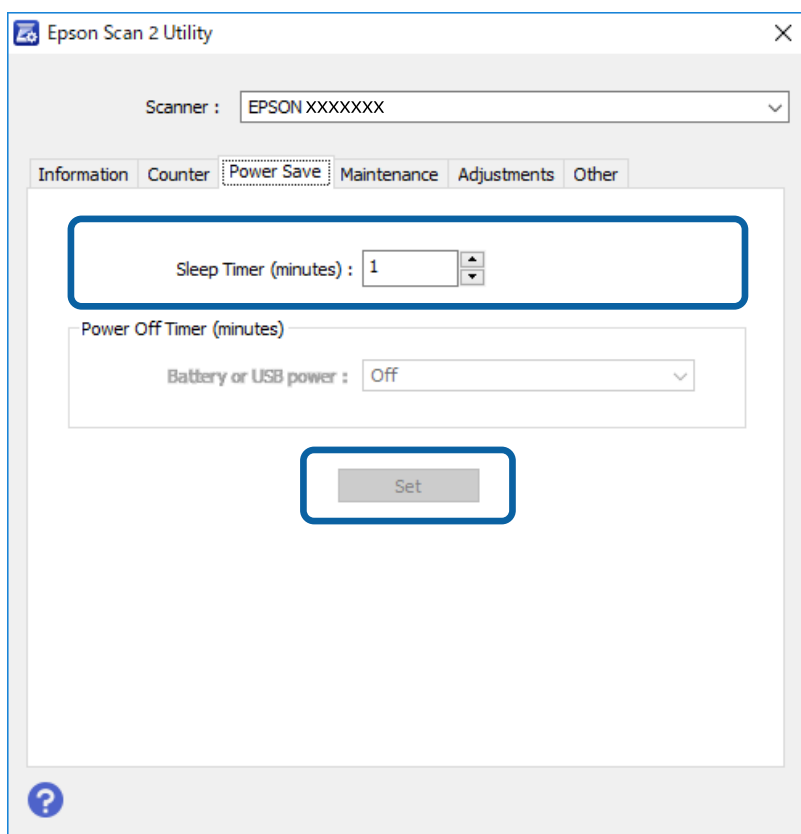 Epson Scan 2 Utility
Scanner : EPSON XXXXXXX
Information Counter Power Save Maintenance Adjustments Other
Sleep Timer (minutes) : 1
Power Off Timer (minutes)
Battery or USB power : Off
Set
?